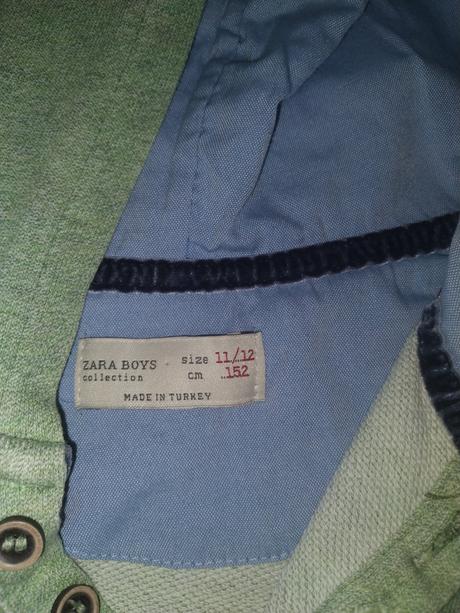 ZARA BOYS size 11/12
collection cm 152
MADE IN TURKEY